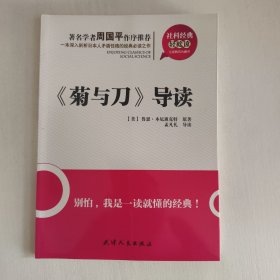 著名学者周国平作序推荐
一本深入剖析日本人矛盾性格的经典必读之作
社科经典
轻松读
《菊与刀》导读
[美] 鲁思·本尼迪克特 原著
孟凡礼 导读
别怕，我是一读就懂的经典！
天津人民出版社